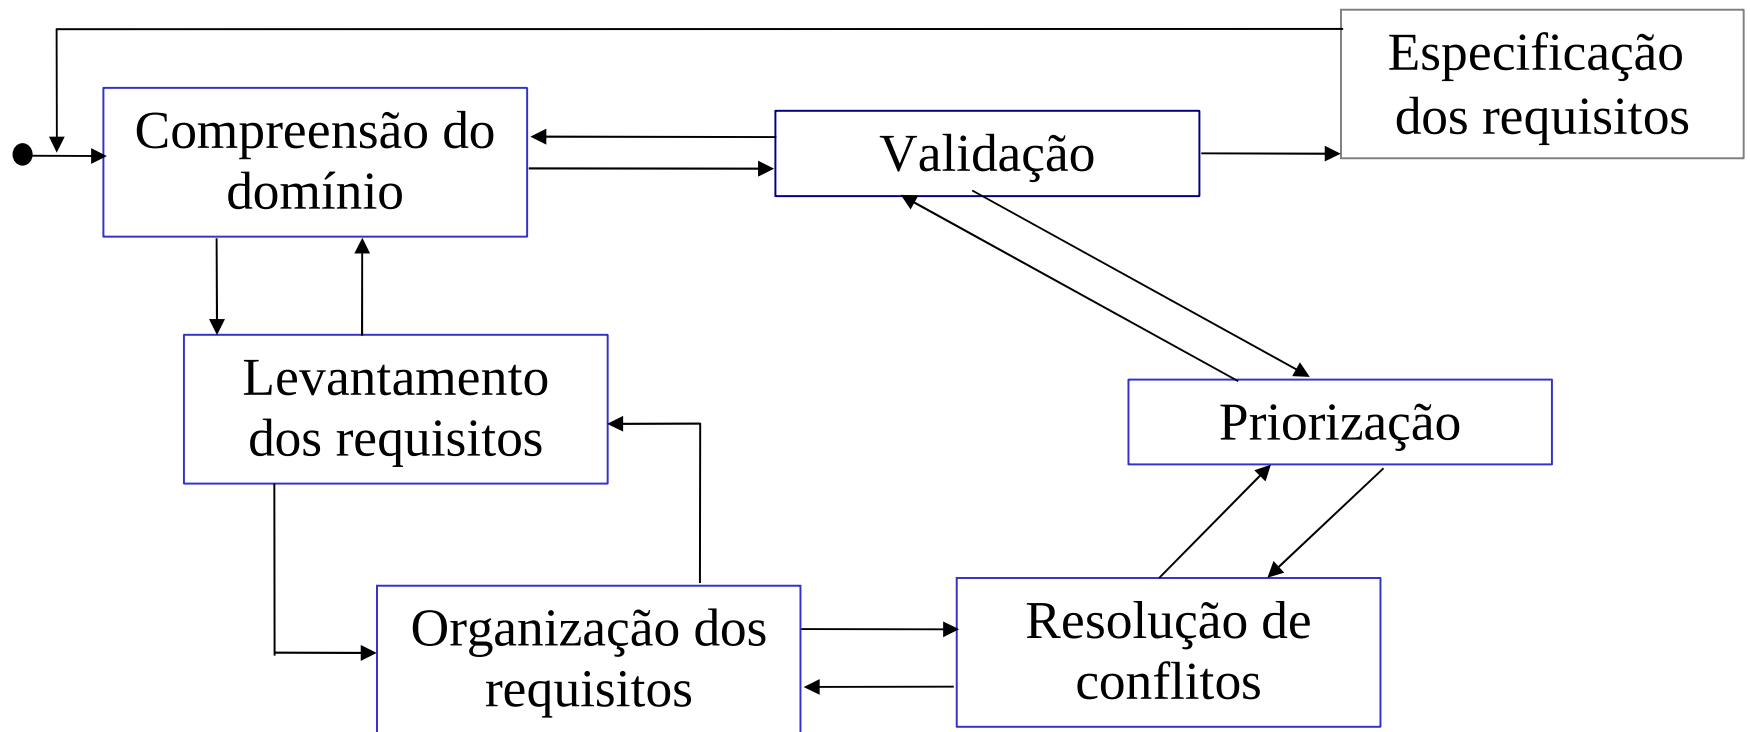 Especificação
dos requisitos
Compreensão do
domínio
Validação
Levantamento
dos requisitos
Priorização
Organização dos
requisitos
Resolução de
conflitos